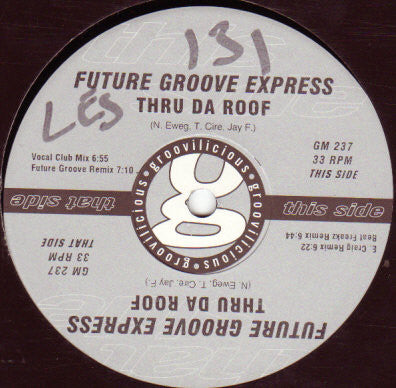 131
LES
FUTURE GROOVE EXPRESS
THRU DA ROOF
(N. Eweg. T. Cire. Jay F.)
GM 237
33 RPM
THIS SIDE
Vocal Club Mix 6:55
Future Groove Remix 7:10
groovilicious • groovilicious • groovilicious • groovilicious •
g
this side
that side
E. Craig Remix 6:22
Beat Freakz Remix 6:44
GM 237
33 RPM
THAT SIDE
(N. Eweg. T. Cire. Jay F.)
THRU DA ROOF
FUTURE GROOVE EXPRESS